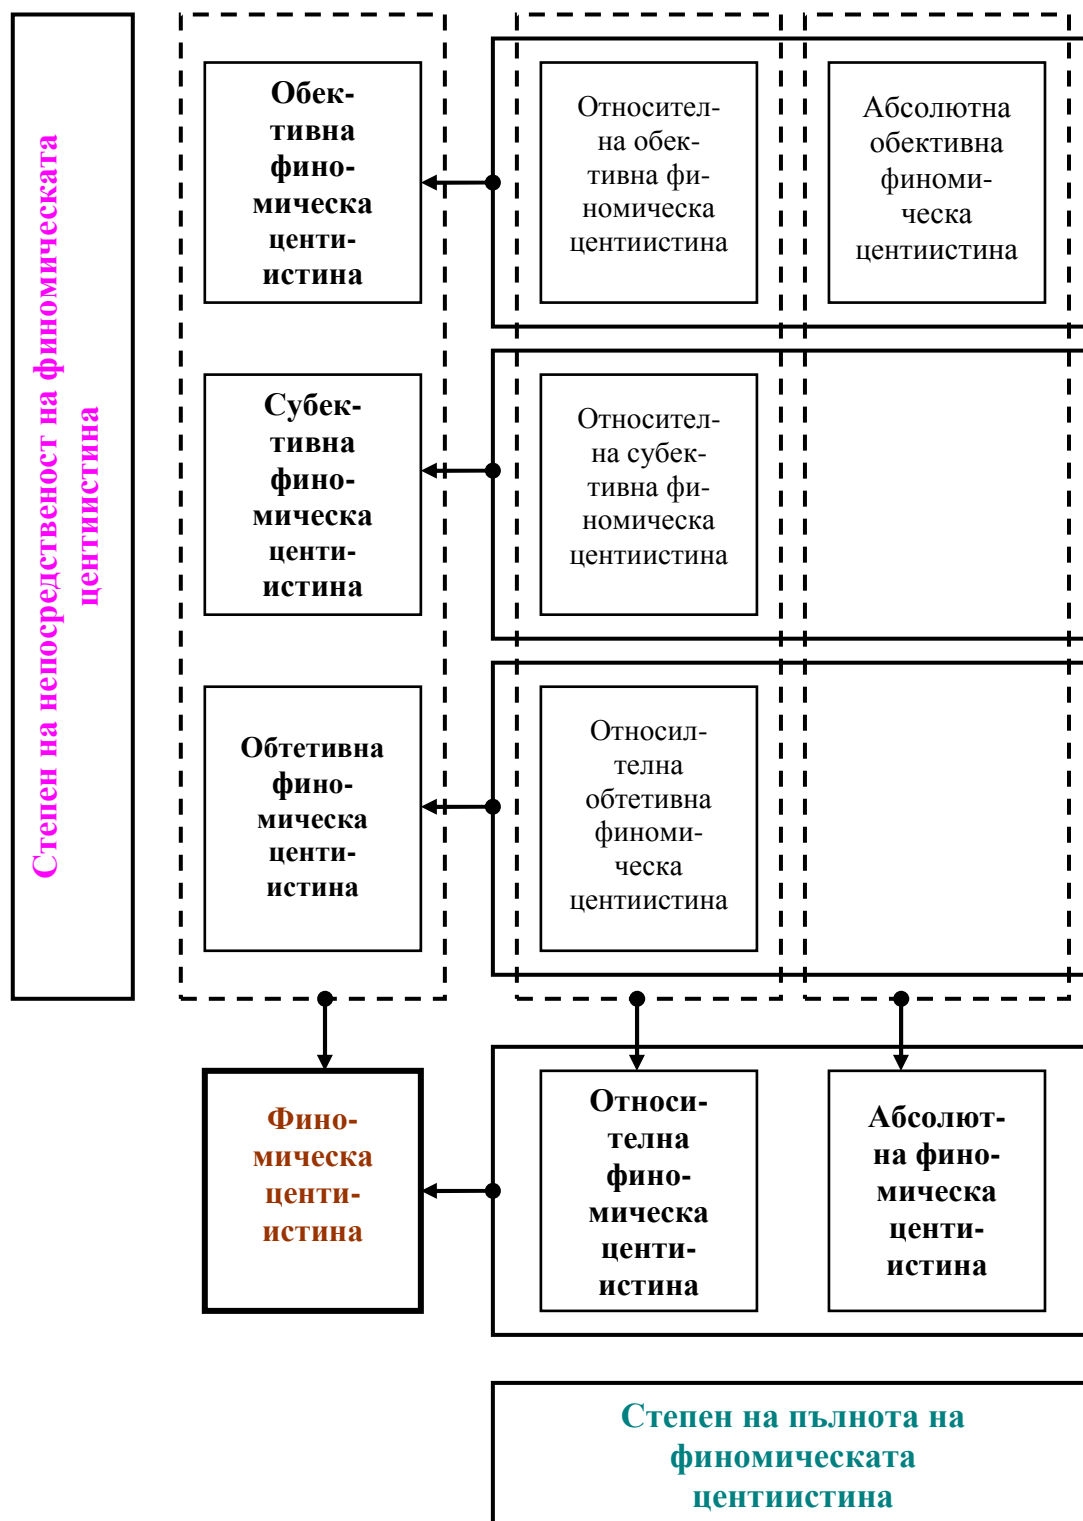 Степен на непосредственост на финомическата
центиистина
Обек-
тивна
фино-
мическа
центи-
истина
Относител-
на обек-
тивна фи-
номическа
центиистина
Абсолютна
обективна
финоми-
ческа
центиистина
Субек-
тивна
фино-
мическа
центи-
истина
Относител-
на субек-
тивна фи-
номическа
центиистина
Обтетивна
фино-
мическа
центи-
истина
Относил-
телна
обтетивна
финоми-
ческа
центиистина
Фино-
мическа
центи-
истина
Относи-
телна
фино-
мическа
центи-
истина
Абсолют-
на фино-
мическа
центи-
истина
Степен на пълнота на
финомическата
центиистина